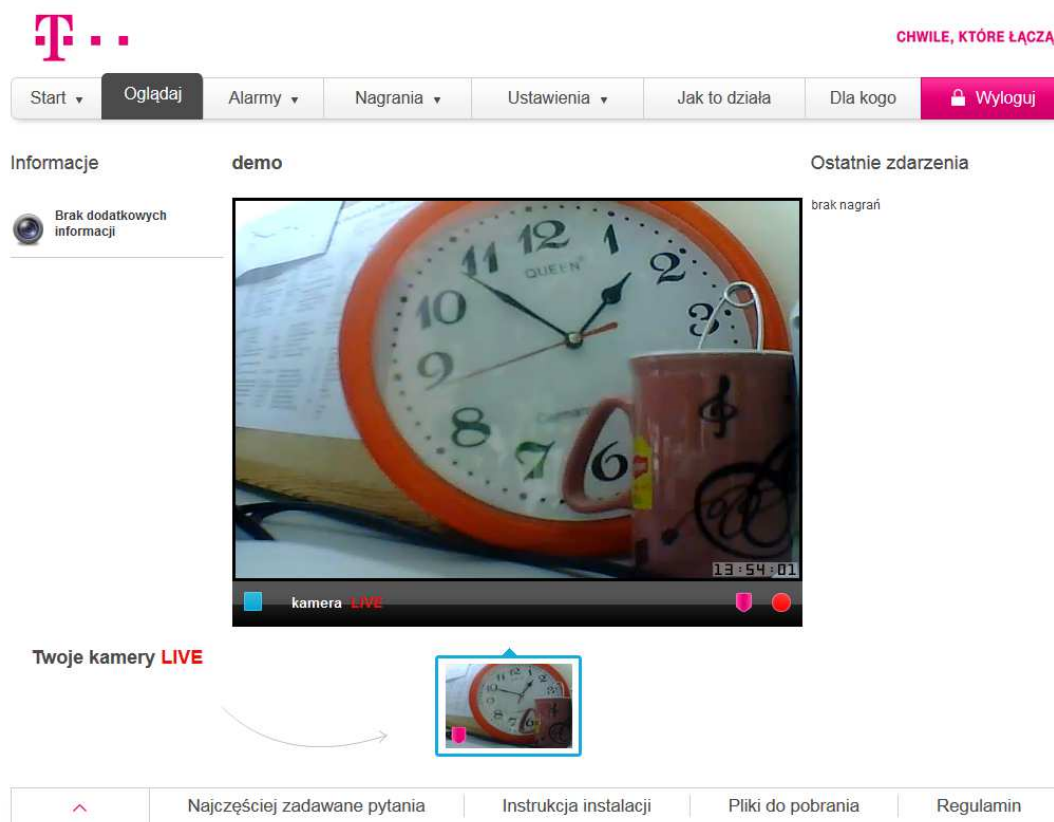 T
CHWILE, KTÓRE ŁĄCZĄ
Start Oglądaj Alarmy Nagrania Ustawienia Jak to działa Dla kogo Wyloguj
Informacje demo Ostatnie zdarzenia
Brak dodatkowych
informacji
brak nagrań
11 12 1
QUEEN
10 2
9 3
8
7 6
13:54:01
kamera LIVE
Twoje kamery LIVE
Najczęściej zadawane pytania Instrukcja instalacji Pliki do pobrania Regulamin